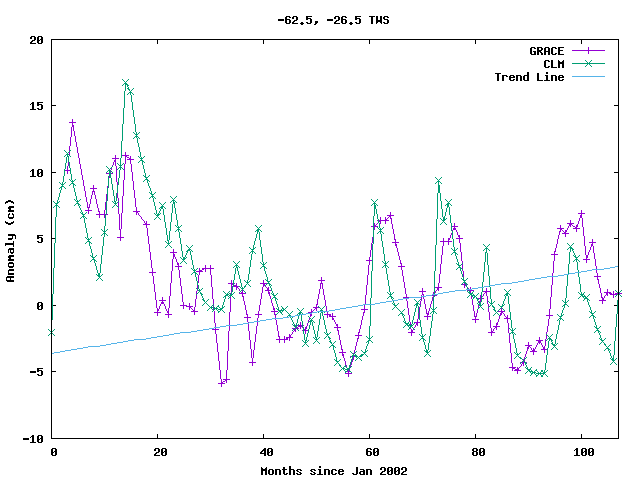 -62.5, -26.5 TWS
GRACE
CLM
Trend Line
20
15
10
5
0
-5
-10
Anomaly (cm)
0 20 40 60 80 100
Months since Jan 2002